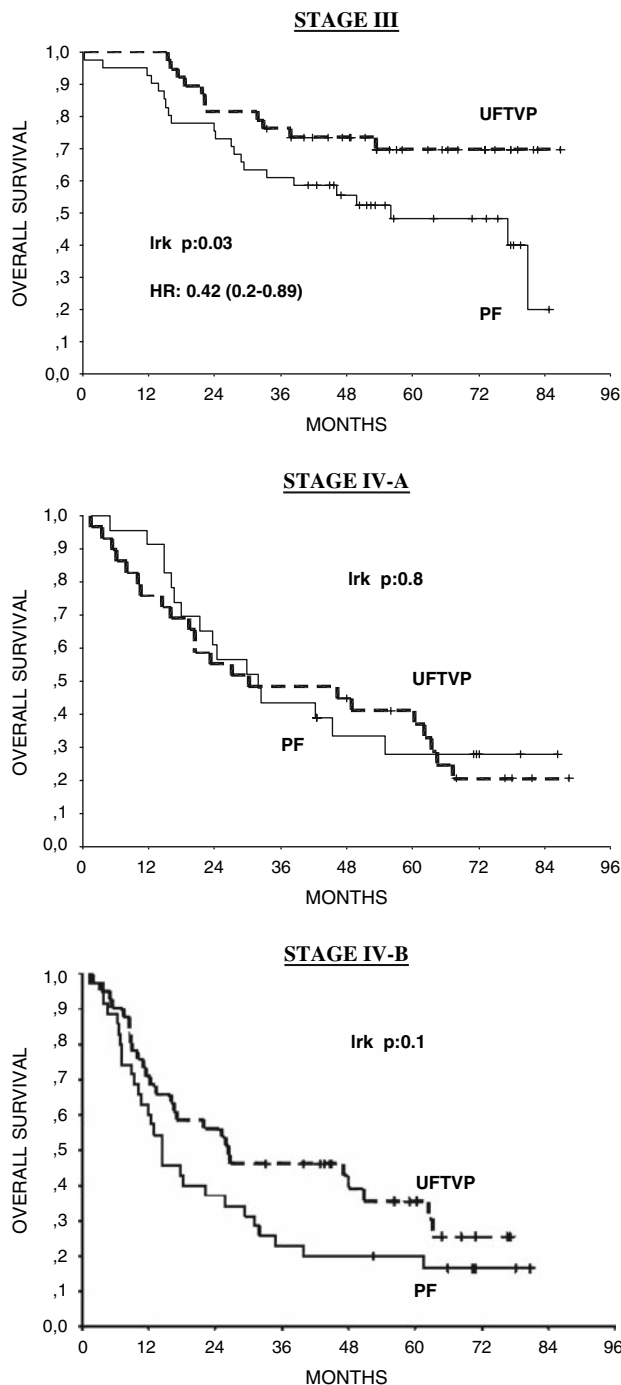 STAGE III
1,0
,9
,8
,7
,6
,5
,4
,3
,2
,1
0,0
OVERALL SURVIVAL
UFTVP
lrk p:0.03
HR: 0.42 (0.2-0.89)
PF
0 12 24 36 48 60 72 84 96
MONTHS
STAGE IV-A
1,0
,9
,8
,7
,6
,5
,4
,3
,2
,1
0,0
OVERALL SURVIVAL
lrk p:0.8
UFTVP
PF
0 12 24 36 48 60 72 84 96
MONTHS
STAGE IV-B
1,0
,9
,8
,7
,6
,5
,4
,3
,2
,1
0,0
OVERALL SURVIVAL
lrk p:0.1
UFTVP
PF
0 12 24 36 48 60 72 84 96
MONTHS